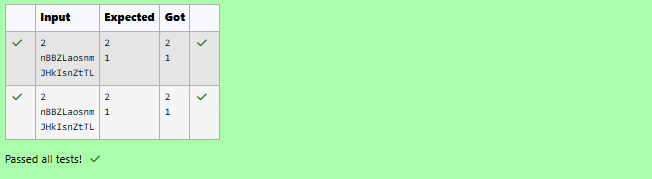 Input Expected Got
2 2 2
nBBZLaosnm 1 1
JHkIsnZtTL
2 2 2
nBBZLaosnm 1 1
JHkIsnZtTL
Passed all tests!